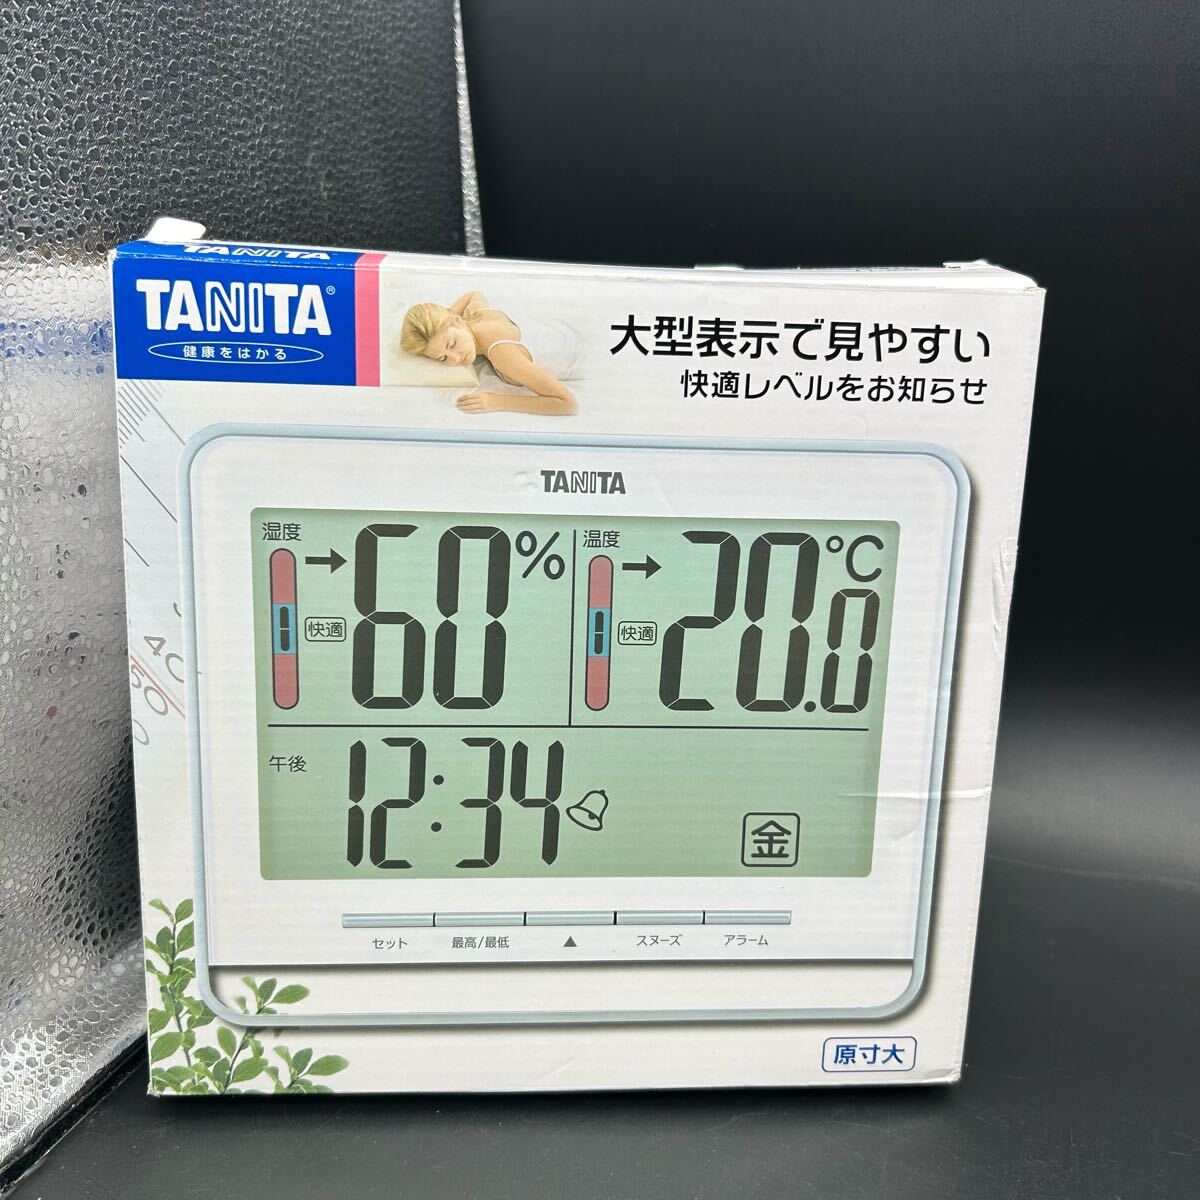 TANITA
TANITA®
健康をはかる
大型表示で見やすい
快適レベルをお知らせ
TANITA
湿度
60%
快適
温度
20.0℃
快適
午後
12:34
金
セット
最高/最低
▲
スヌーズ
アラーム
40
50
原寸大